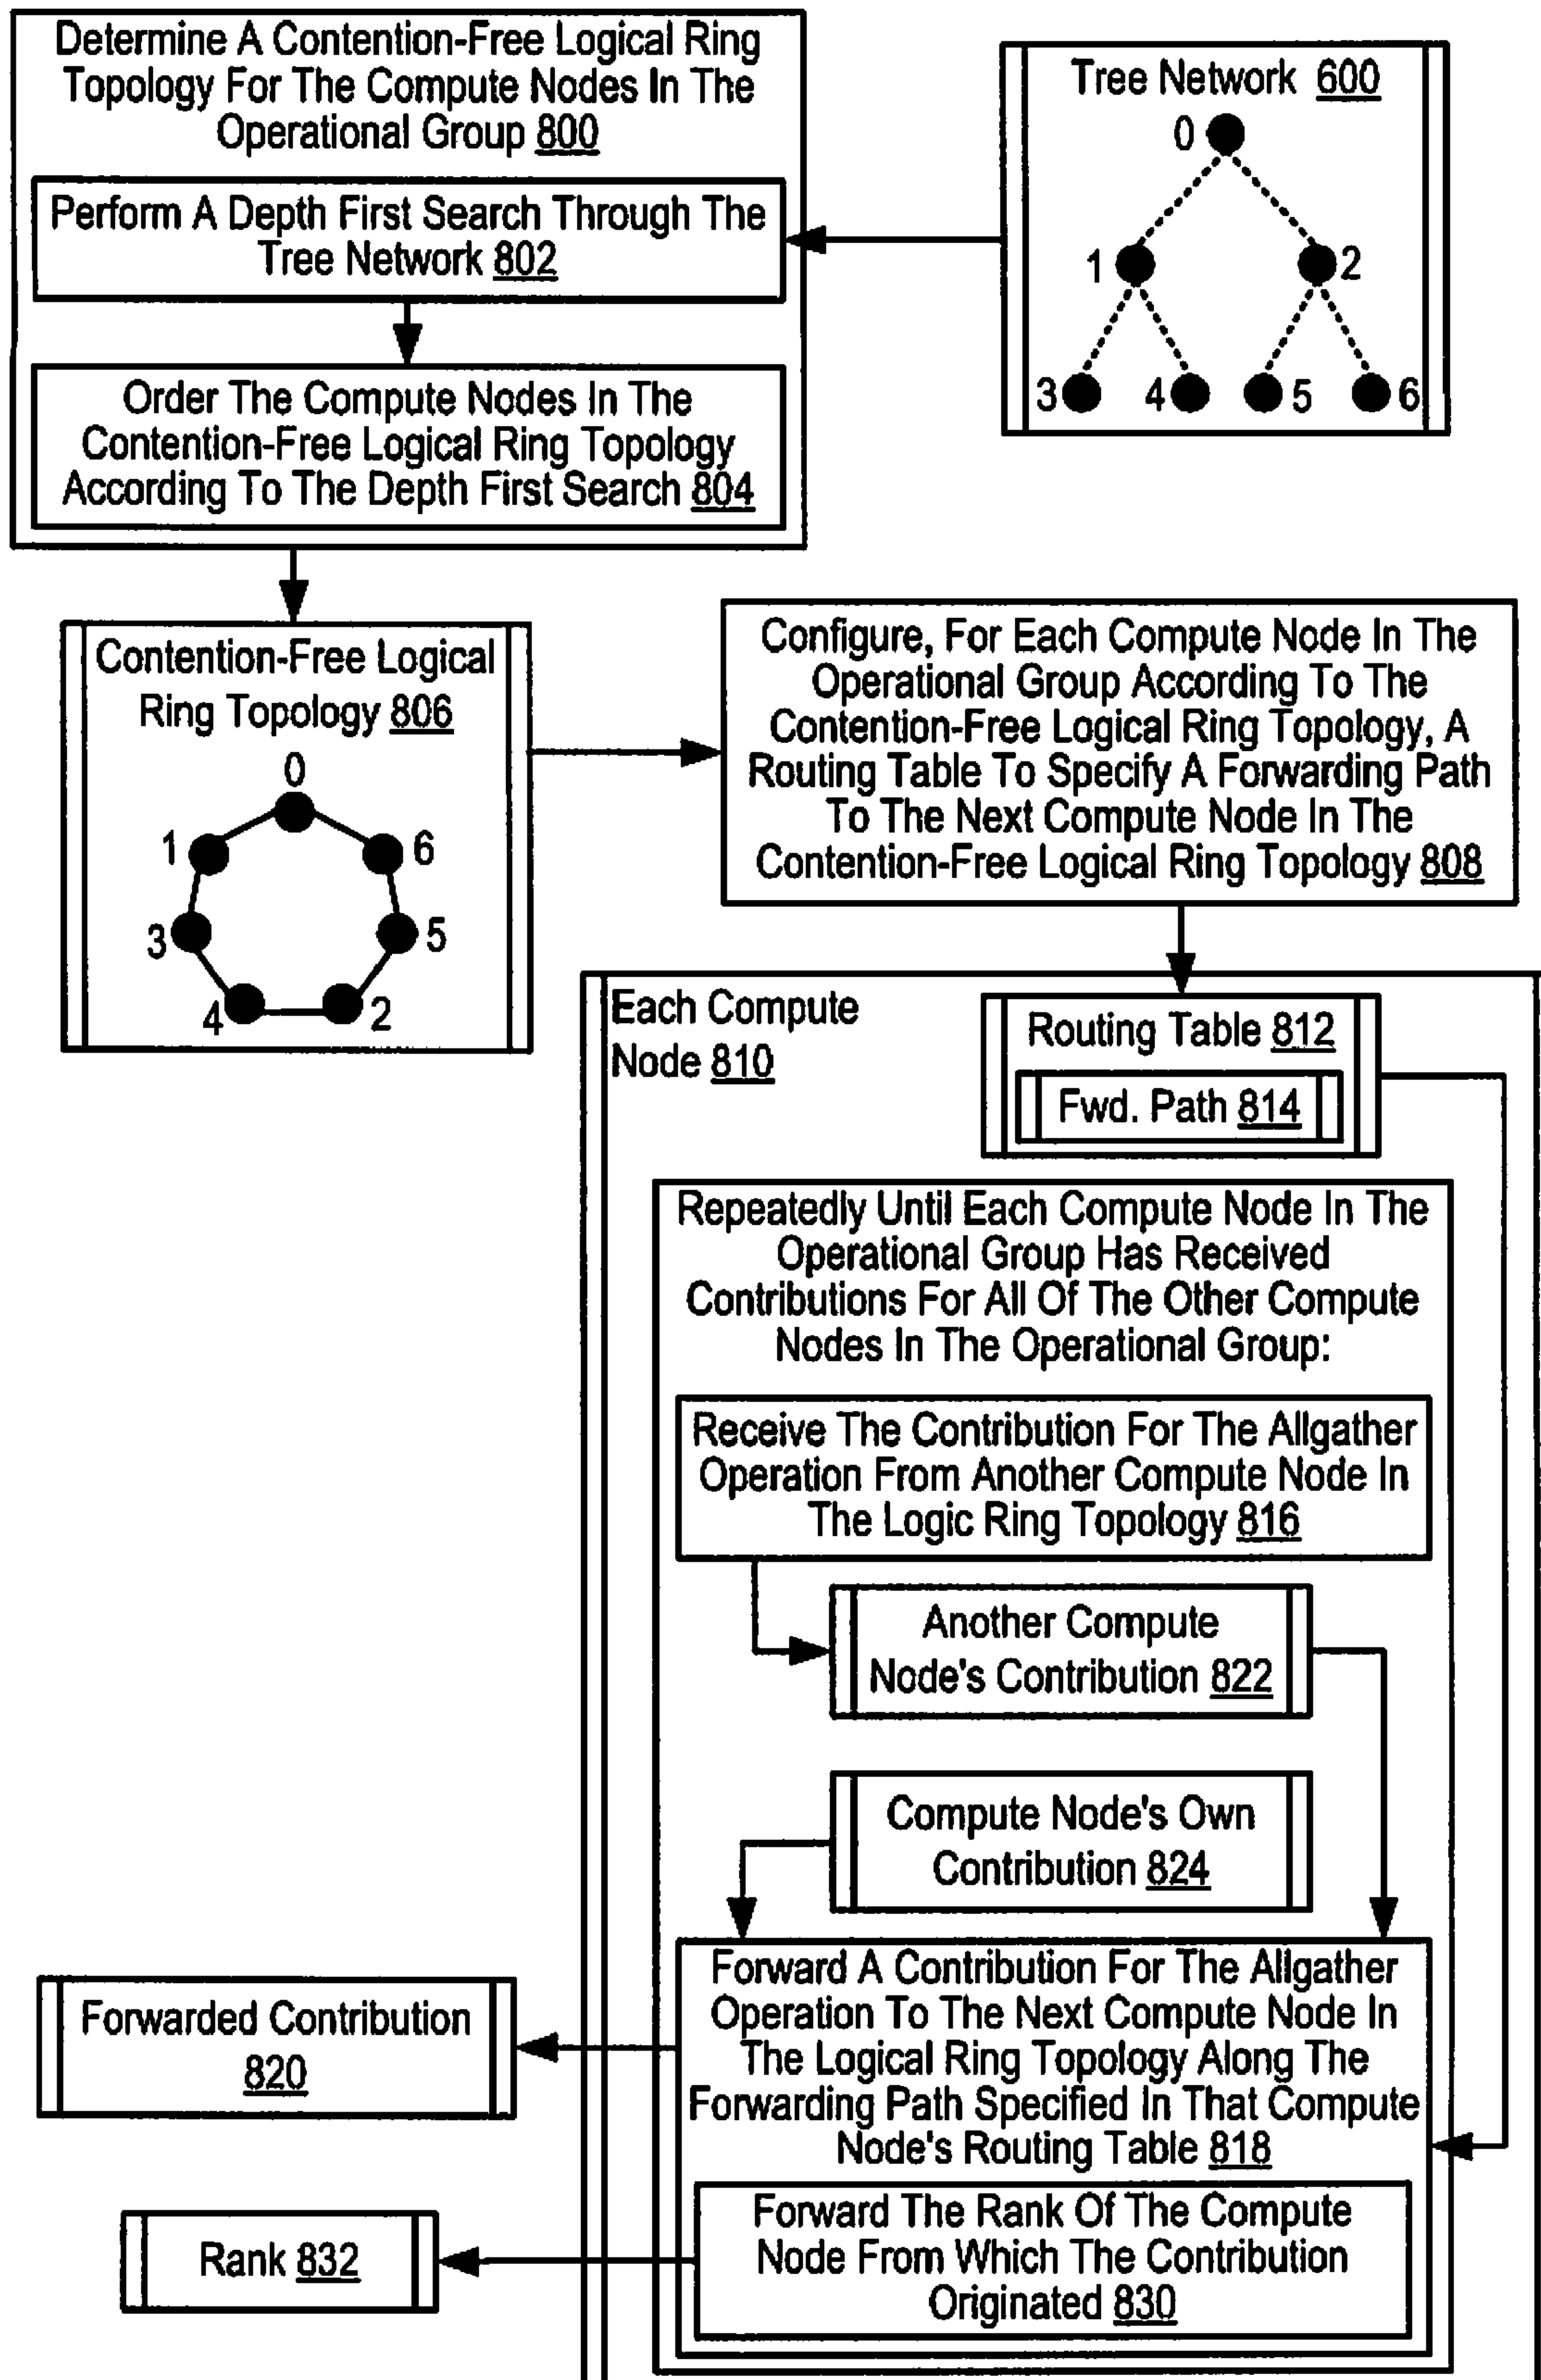 Determine A Contention-Free Logical Ring
Topology For The Compute Nodes In The
Operational Group 800
Perform A Depth First Search Through The
Tree Network 802
Order The Compute Nodes In The
Contention-Free Logical Ring Topology
According To The Depth First Search 804
Tree Network 600
0
1
2
3
4
5
6
Contention-Free Logical
Ring Topology 806
0
1
6
3
5
4
2
Configure, For Each Compute Node In The
Operational Group According To The
Contention-Free Logical Ring Topology, A
Routing Table To Specify A Forwarding Path
To The Next Compute Node In The
Contention-Free Logical Ring Topology 808
Each Compute
Node 810
Routing Table 812
Fwd. Path 814
Repeatedly Until Each Compute Node In The
Operational Group Has Received
Contributions For All Of The Other Compute
Nodes In The Operational Group:
Receive The Contribution For The Allgather
Operation From Another Compute Node In
The Logic Ring Topology 816
Another Compute
Node's Contribution 822
Compute Node's Own
Contribution 824
Forward A Contribution For The Allgather
Operation To The Next Compute Node In
The Logical Ring Topology Along The
Forwarding Path Specified In That Compute
Node's Routing Table 818
Forwarded Contribution
820
Forward The Rank Of The Compute
Node From Which The Contribution
Originated 830
Rank 832